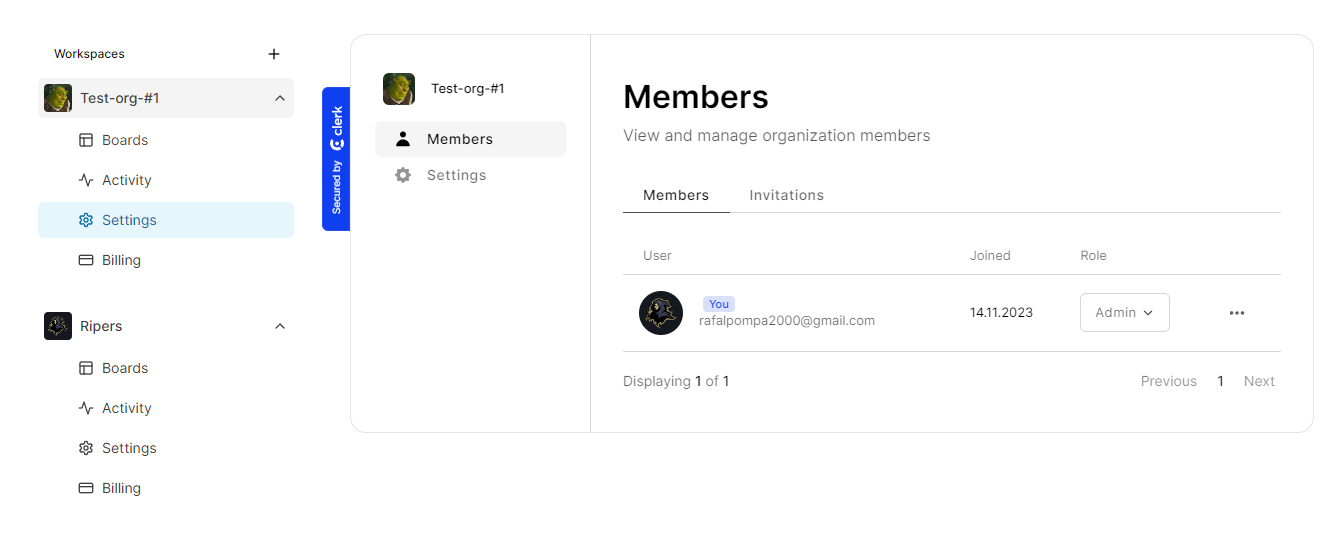 Workspaces
Test-org-#1
Boards
Activity
Settings
Billing
Ripers
Boards
Activity
Settings
Billing
Secured by clerk
Test-org-#1
Members
Settings
Members
View and manage organization members
Members Invitations
User Joined Role
You
rafalpompa2000@gmail.com 14.11.2023 Admin
Displaying 1 of 1 Previous 1 Next